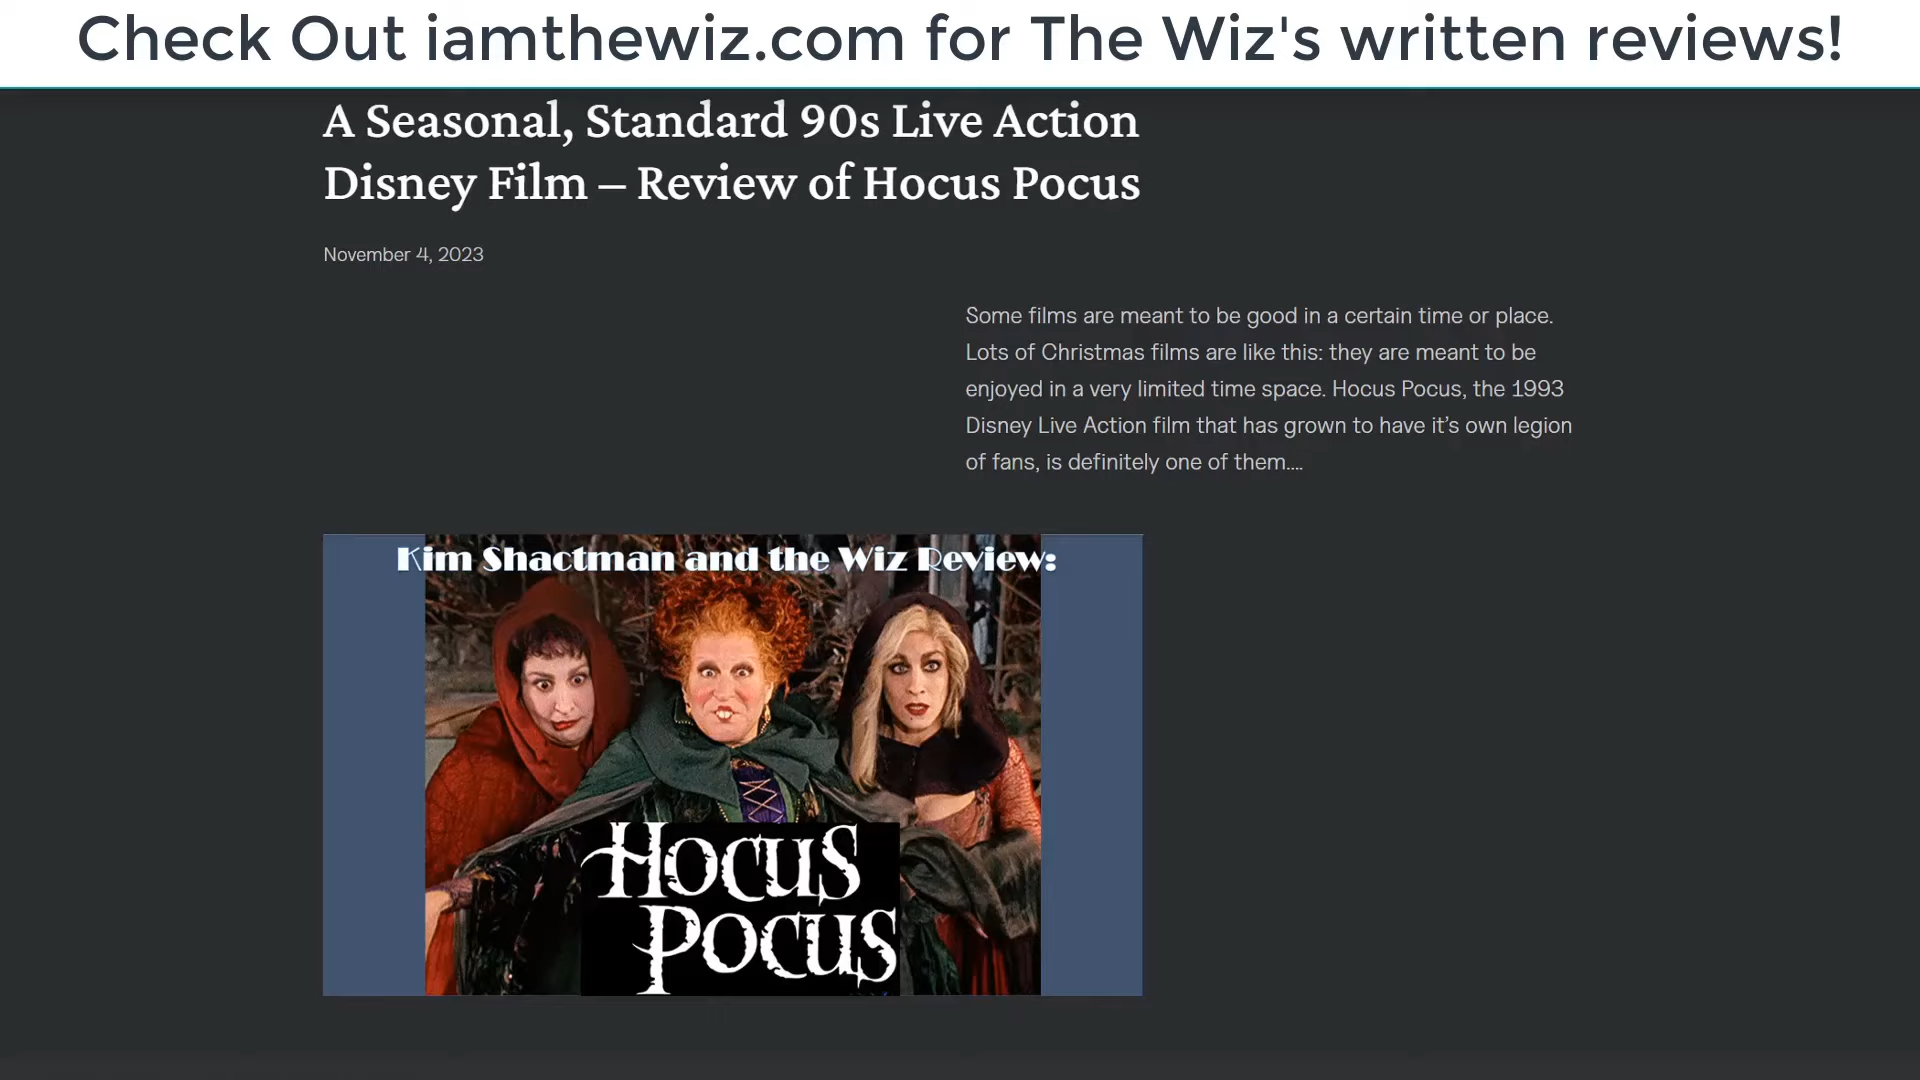 Check Out iamthewiz.com for The Wiz's written reviews!
A Seasonal, Standard 90s Live Action
Disney Film – Review of Hocus Pocus
November 4, 2023
Some films are meant to be good in a certain time or place.
Lots of Christmas films are like this: they are meant to be
enjoyed in a very limited time space. Hocus Pocus, the 1993
Disney Live Action film that has grown to have it’s own legion
of fans, is definitely one of them....
Kim Shactman and the Wiz Review:
HOCUS
POCUS